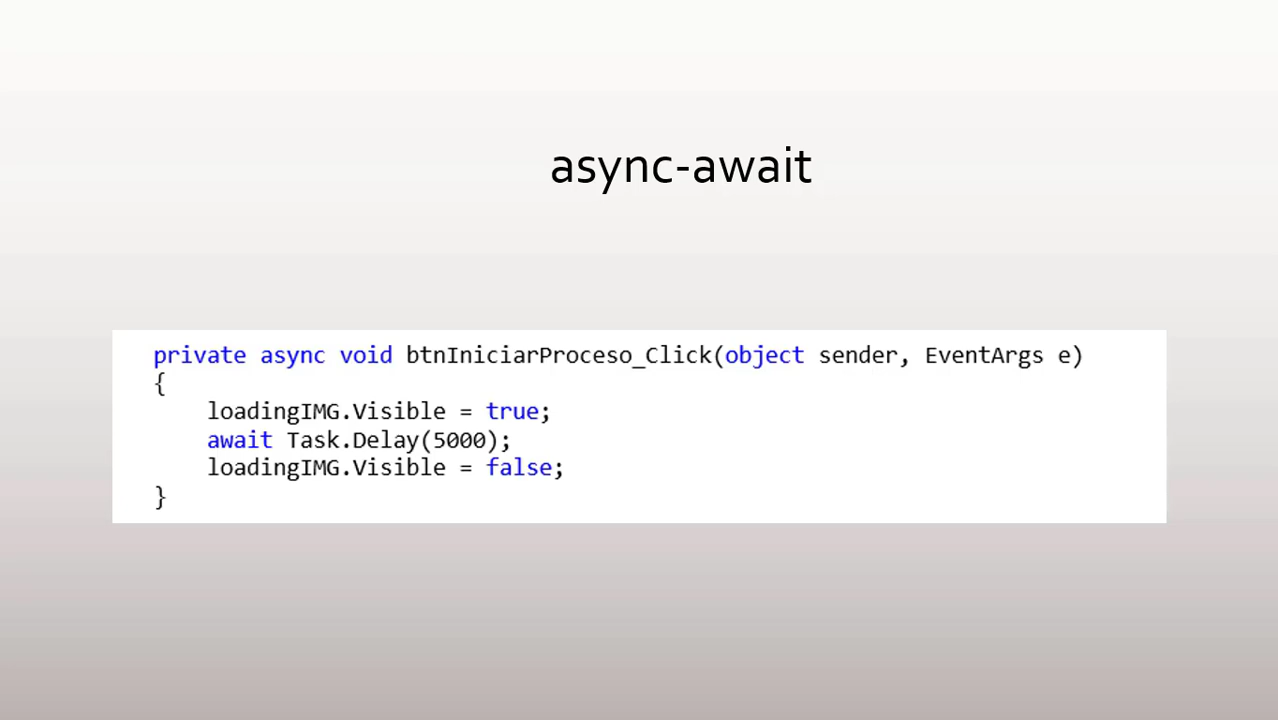 async-await
private async void btnIniciarProceso_Click(object sender, EventArgs e)
{
loadingIMG.Visible = true;
await Task.Delay(5000);
loadingIMG.Visible = false;
}